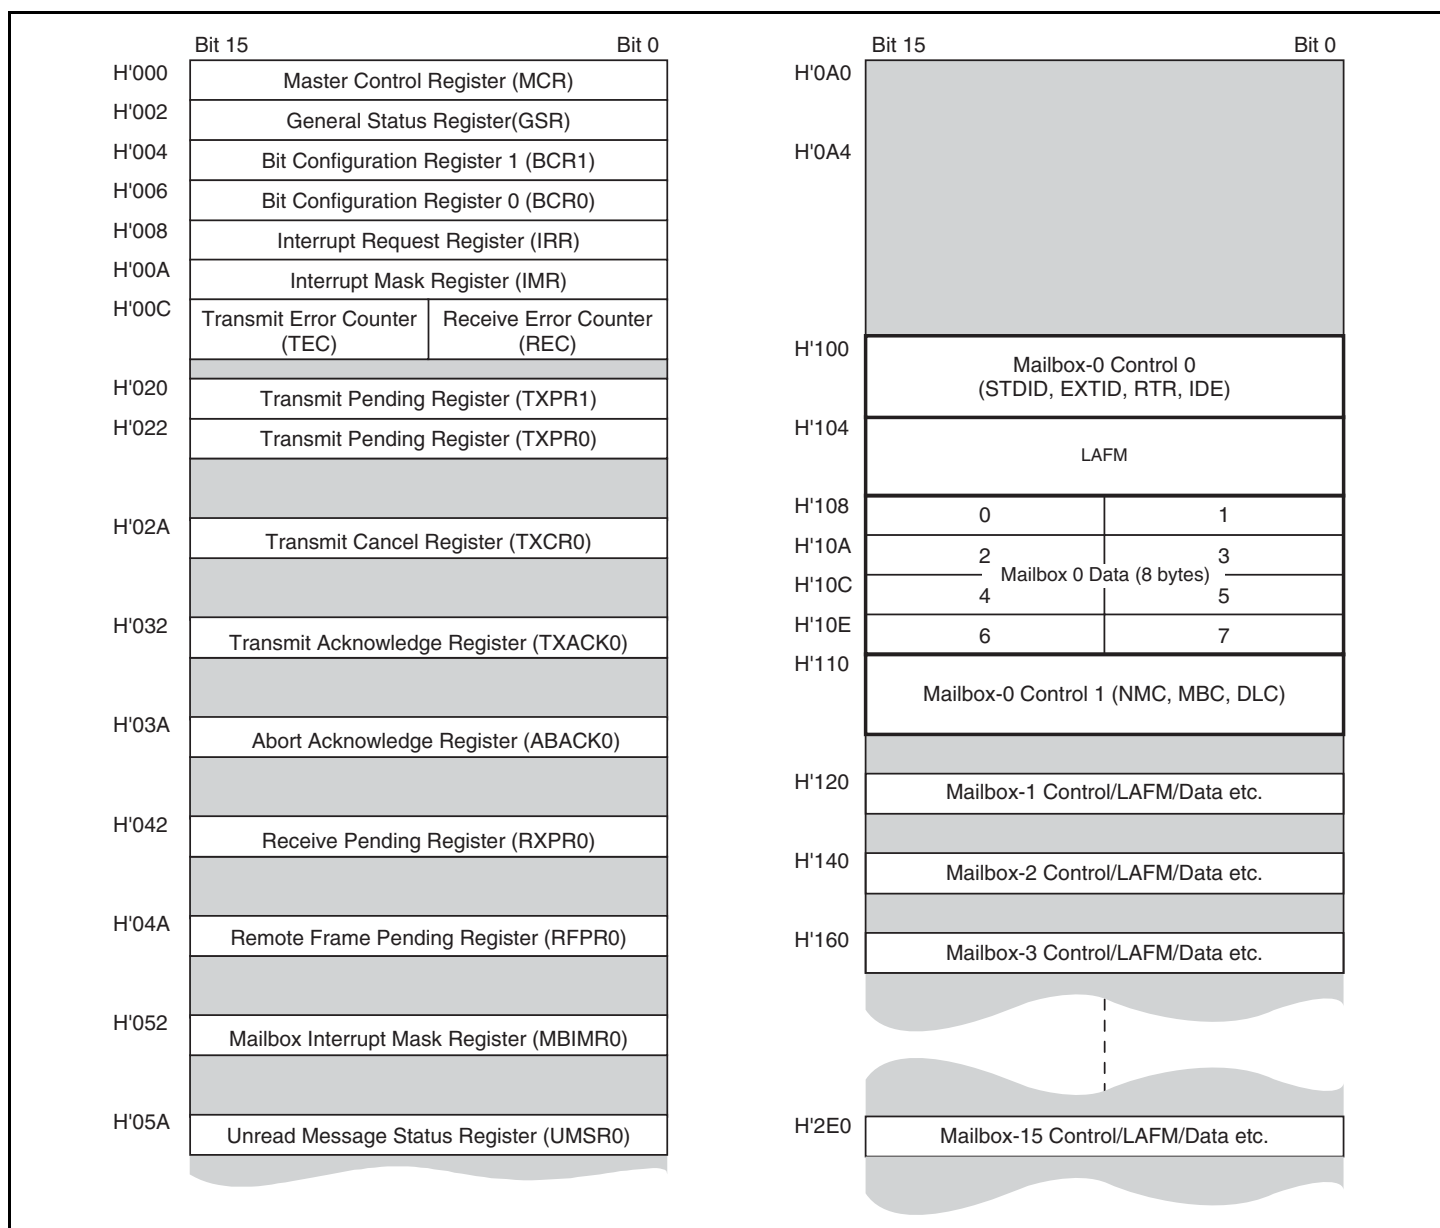 Bit 15 Bit 0
H'000 Master Control Register (MCR)
H'002 General Status Register(GSR)
H'004 Bit Configuration Register 1 (BCR1)
H'006 Bit Configuration Register 0 (BCR0)
H'008 Interrupt Request Register (IRR)
H'00A Interrupt Mask Register (IMR)
H'00C Transmit Error Counter Receive Error Counter
(TEC) (REC)
H'020 Transmit Pending Register (TXPR1)
H'022 Transmit Pending Register (TXPR0)
H'02A Transmit Cancel Register (TXCR0)
H'032 Transmit Acknowledge Register (TXACK0)
H'03A Abort Acknowledge Register (ABACK0)
H'042 Receive Pending Register (RXPR0)
H'04A Remote Frame Pending Register (RFPR0)
H'052 Mailbox Interrupt Mask Register (MBIMR0)
H'05A Unread Message Status Register (UMSR0)
Bit 15 Bit 0
H'0A0
H'0A4
H'100 Mailbox-0 Control 0
(STDID, EXTID, RTR, IDE)
H'104 LAFM
H'108 0 1
H'10A 2 3
Mailbox 0 Data (8 bytes)
H'10C 4 5
H'10E 6 7
H'110 Mailbox-0 Control 1 (NMC, MBC, DLC)
H'120 Mailbox-1 Control/LAFM/Data etc.
H'140 Mailbox-2 Control/LAFM/Data etc.
H'160 Mailbox-3 Control/LAFM/Data etc.
H'2E0 Mailbox-15 Control/LAFM/Data etc.